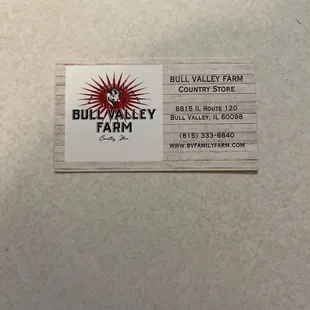 BULL VALLEY
FARM
Country Store
BULL VALLEY FARM
COUNTRY STORE
8815 IL ROUTE 120
BULL VALLEY, IL 60098
(815) 333-6840
WWW.BVFAMILYFARM.COM